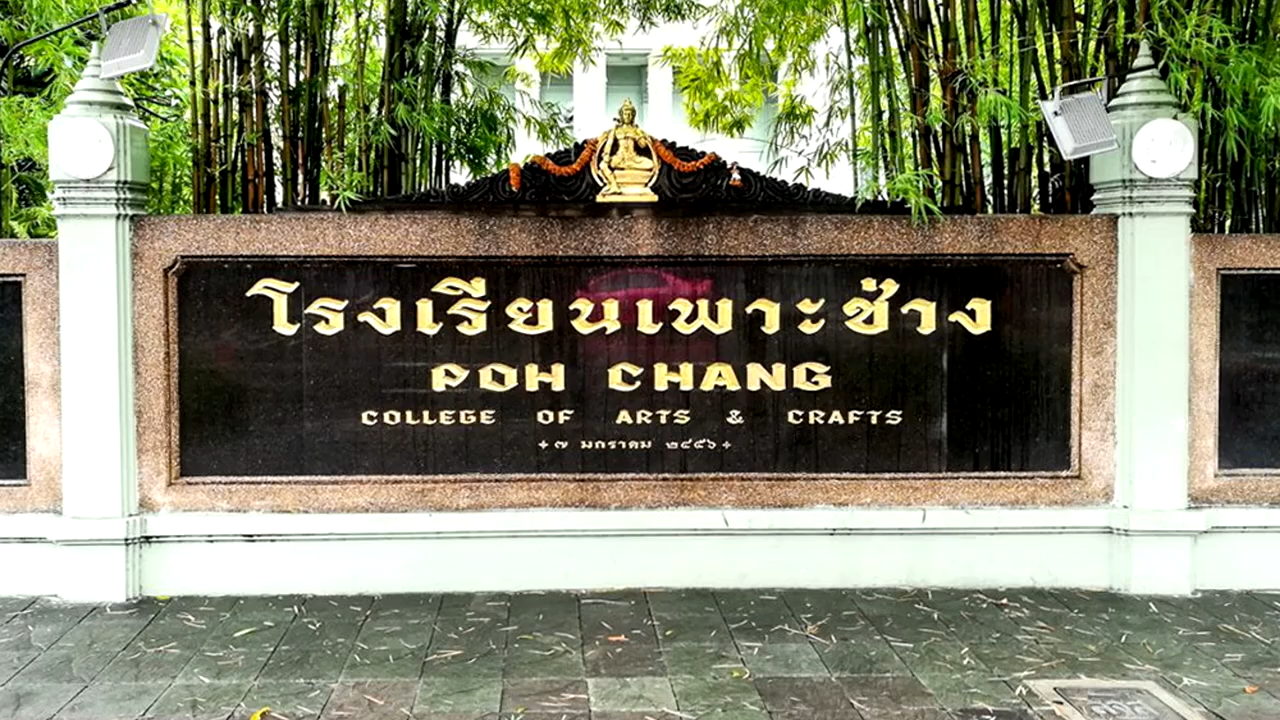 โรงเรียนเพาะช่าง
POH CHANG
COLLEGE OF ARTS & CRAFTS
+ ๗ มกราคม ๒๔๕๖ +